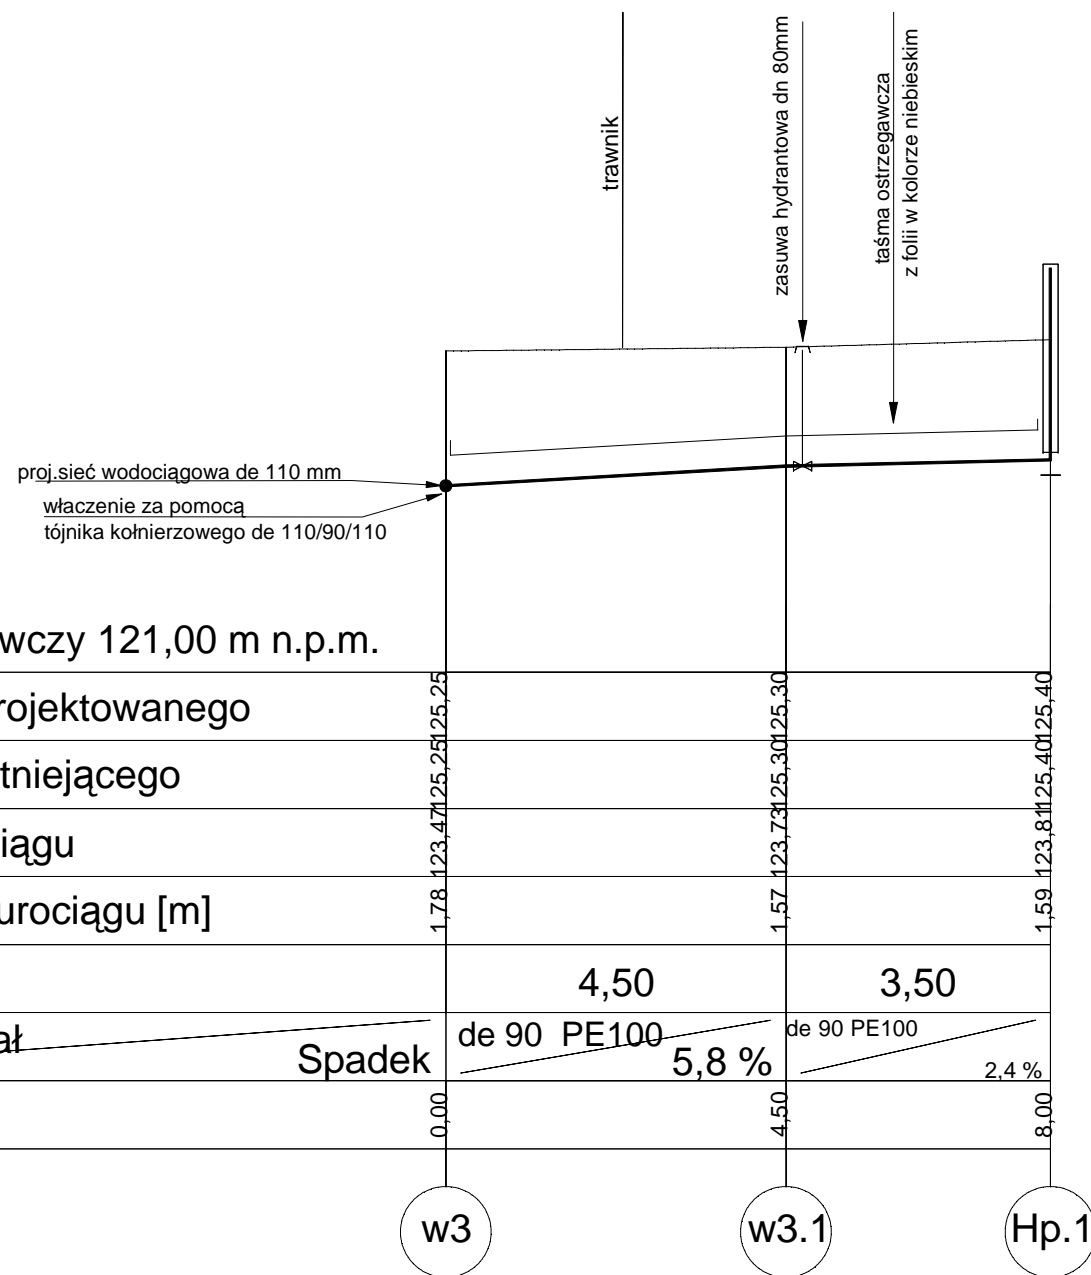 trawnik
zasuwa hydrantowa dn 80mm
taśma ostrzegawcza
z folii w kolorze niebieskim
proj.sieć wodociągowa de 110 mm
właczenie za pomocą
tójnika kołnierzowego de 110/90/110
wczy 121,00 m n.p.m.
rojektowanego 125,25 125,30 125,40
tniejącego 125,25 125,30 125,40
iągu 123,47 123,73 123,81
urociągu [m] 1,78 1,57 1,59
4,50 3,50
ał Spadek de 90 PE100 5,8 % de 90 PE100 2,4 %
0,00 4,50 8,00
w3 w3.1 Hp.1